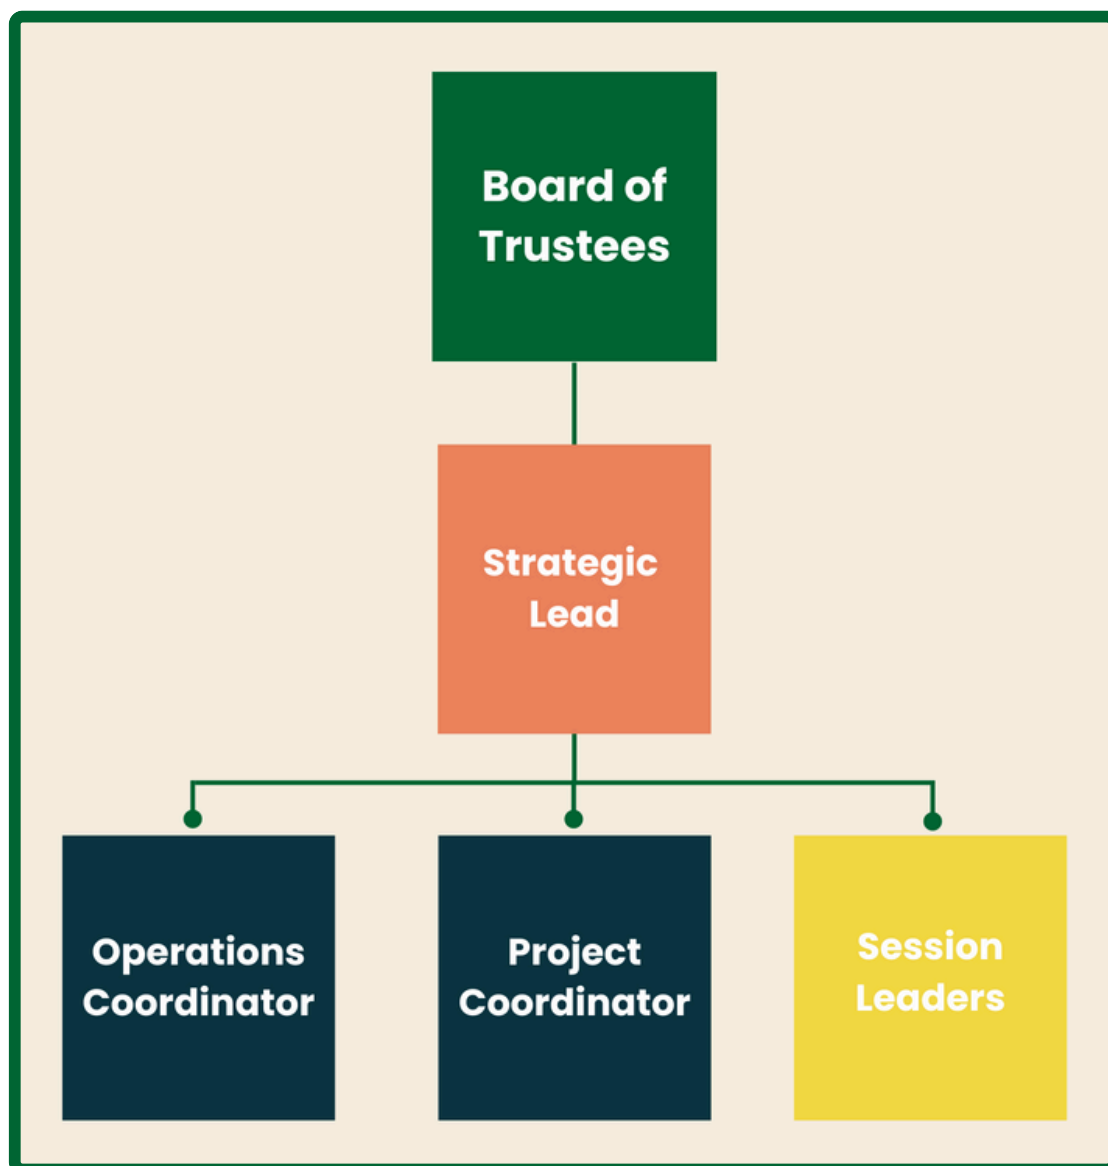 Board of
Trustees
Strategic
Lead
Operations
Coordinator
Project
Coordinator
Session
Leaders